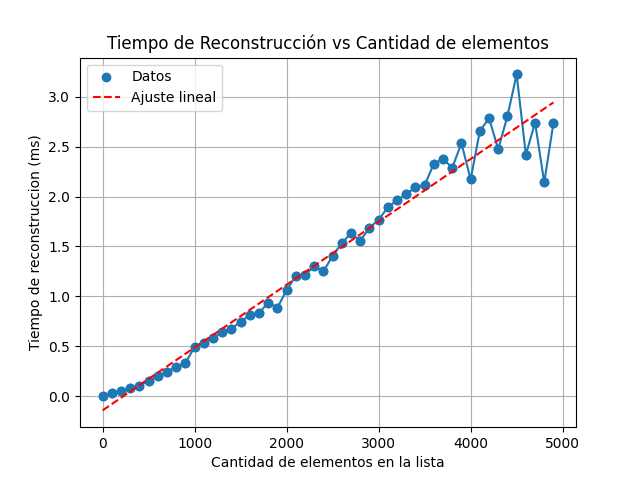 Tiempo de Reconstrucción vs Cantidad de elementos
Datos
Ajuste lineal
3.0
2.5
2.0
1.5
1.0
0.5
0.0
Tiempo de reconstruccion (ms)
0 1000 2000 3000 4000 5000
Cantidad de elementos en la lista